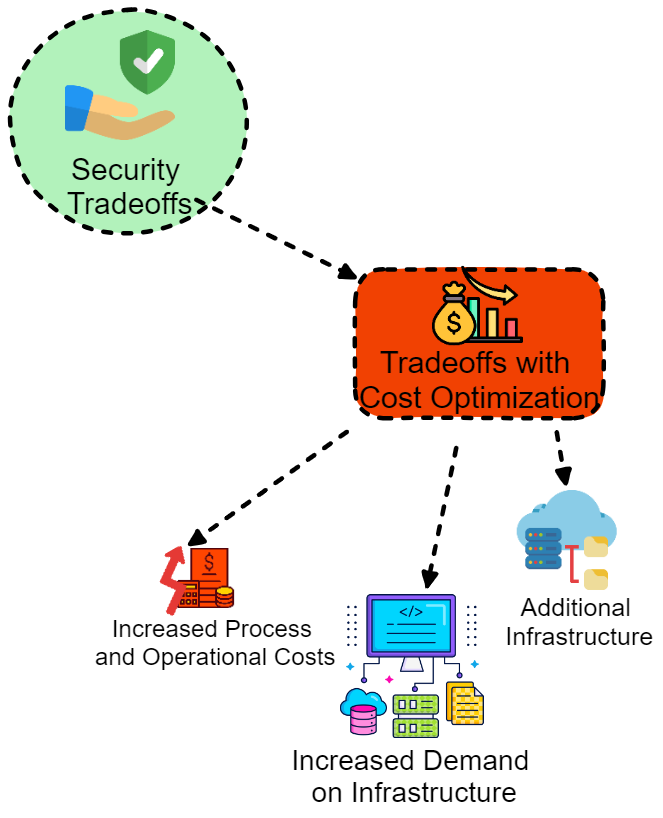 Security
Tradeoffs
$
Tradeoffs with
Cost Optimization
$
Increased Process
and Operational Costs
</>
Increased Demand
on Infrastructure
Additional
Infrastructure